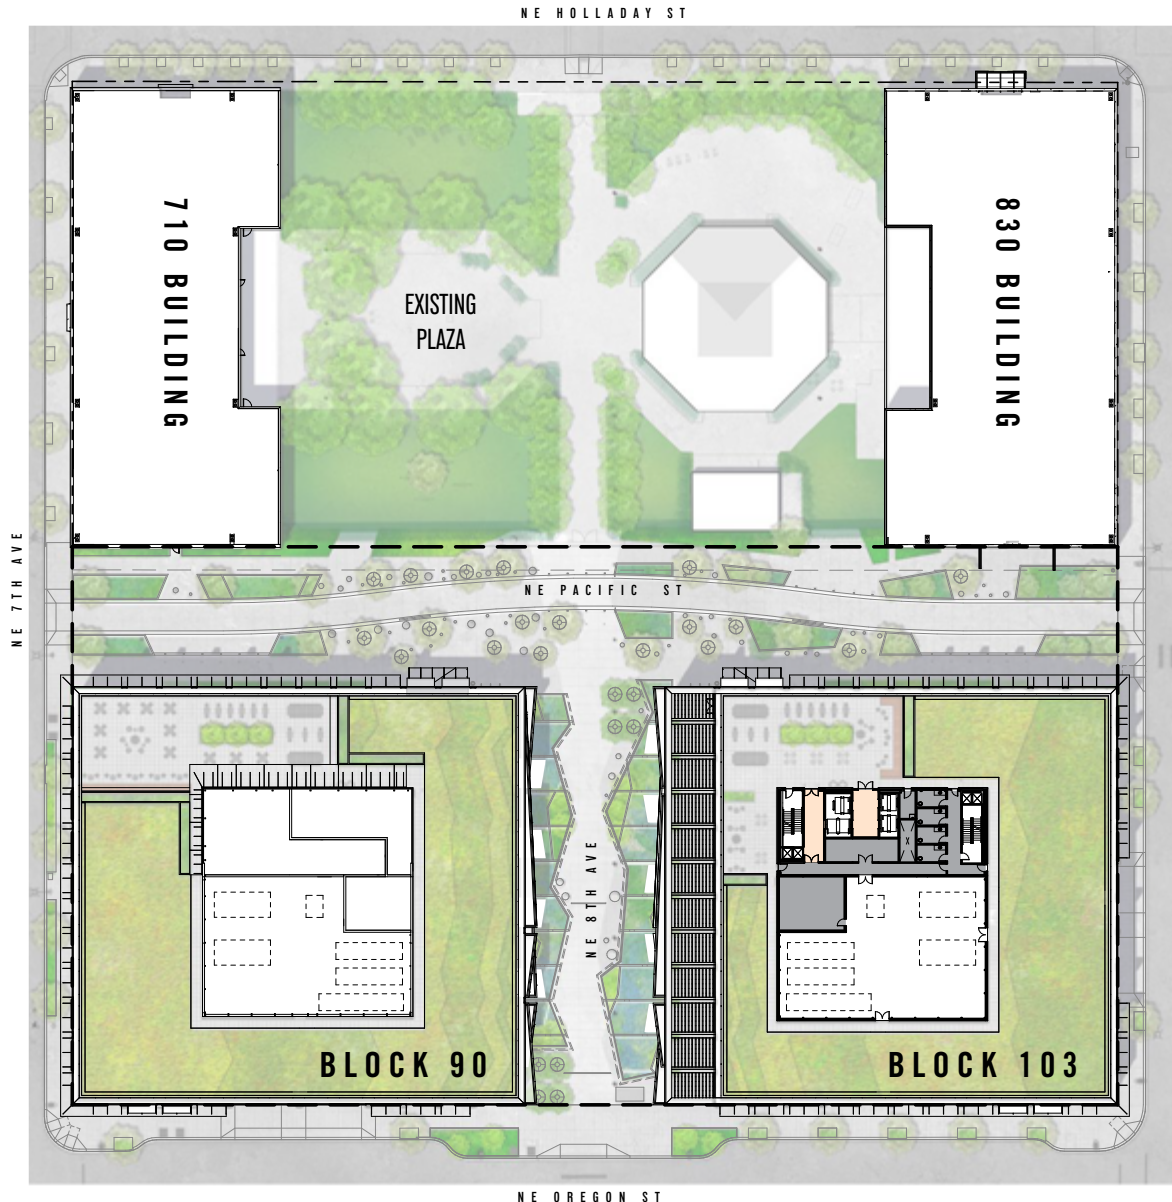 NE HOLLADAY ST
710 BUILDING
830 BUILDING
EXISTING
PLAZA
NE 7TH AVE
NE PACIFIC ST
NE 8TH AVE
X
BLOCK 90
BLOCK 103
NE OREGON ST